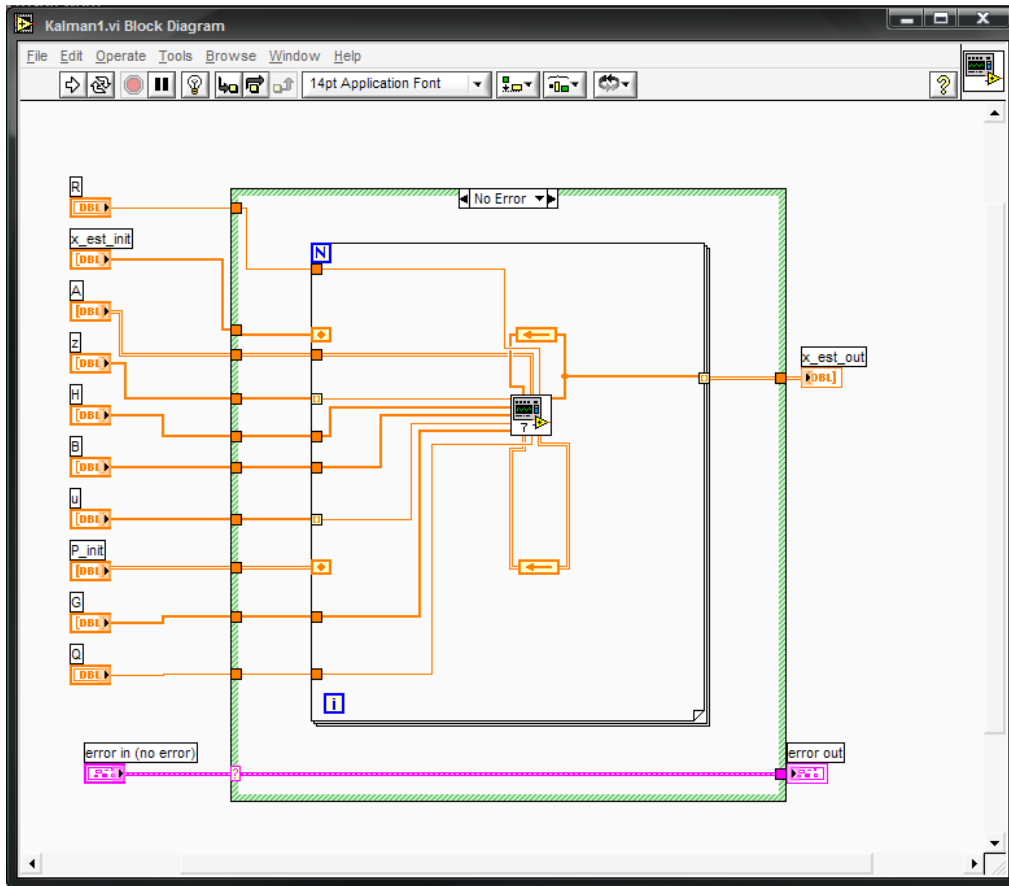 Kalman1.vi Block Diagram
File Edit Operate Tools Browse Window Help
14pt Application Font
R
DBL
No Error
x_est_init
[DBL]
N
A
[DBL]
z
[DBL]
x_est_out
[DBL]
H
[DBL]
7
B
[DBL]
u
[DBL]
P_init
[DBL]
G
[DBL]
Q
DBL
i
error in (no error)
?
error out